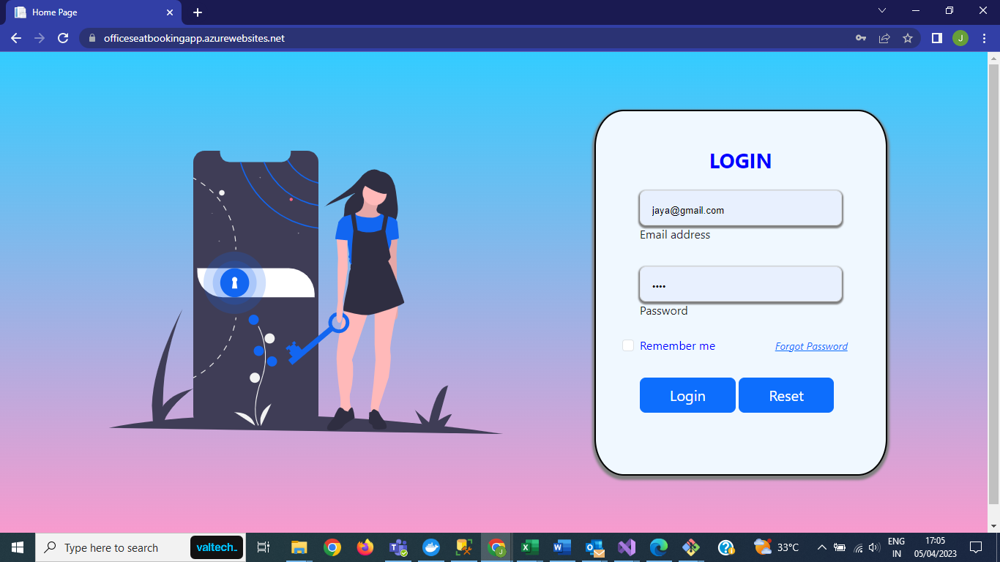 Home Page
officeseatbookingapp.azurewebsites.net
J
LOGIN
jaya@gmail.com
Email address
••••
Password
Remember me
Forgot Password
Login
Reset
Type here to search
valtech_
33°C
ENG
IN
17:05
05/04/2023